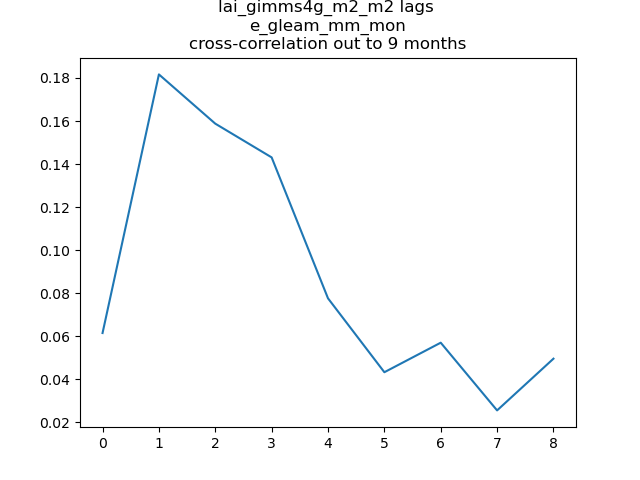 lai_gimms4g_m2_m2 lags
e_gleam_mm_mon
cross-correlation out to 9 months
0.18
0.16
0.14
0.12
0.10
0.08
0.06
0.04
0.02
0 1 2 3 4 5 6 7 8